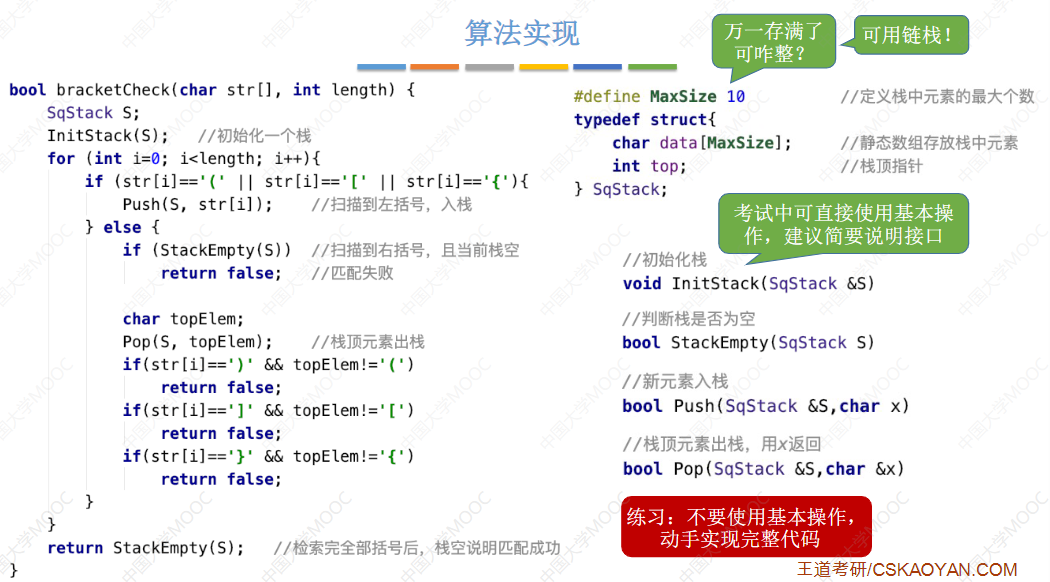 算法实现
万一存满了
可咋整？
可用链栈！
bool bracketCheck(char str[], int length) {
    SqStack S;
    InitStack(S);   //初始化一个栈
    for (int i=0; i<length; i++){
        if (str[i]=='(' || str[i]=='[' || str[i]=='{'){
            Push(S, str[i]);    //扫描到左括号，入栈
        } else {
            if (StackEmpty(S))  //扫描到右括号，且当前栈空
                return false;   //匹配失败
            char topElem;
            Pop(S, topElem);    //栈顶元素出栈
            if(str[i]==')' && topElem!='(')
                return false;
            if(str[i]==']' && topElem!='[')
                return false;
            if(str[i]=='}' && topElem!='{')
                return false;
        }
    }
    return StackEmpty(S);   //检索完全部括号后，栈空说明匹配成功
}
#define MaxSize 10          //定义栈中元素的最大个数
typedef struct{
    char data[MaxSize];     //静态数组存放栈中元素
    int top;                //栈顶指针
} SqStack;
考试中可直接使用基本操
作，建议简要说明接口
//初始化栈
void InitStack(SqStack &S)
//判断栈是否为空
bool StackEmpty(SqStack S)
//新元素入栈
bool Push(SqStack &S,char x)
//栈顶元素出栈，用x返回
bool Pop(SqStack &S,char &x)
练习：不要使用基本操作，
动手实现完整代码
王道考研/CSKAOYAN.COM
中国大学MOOC